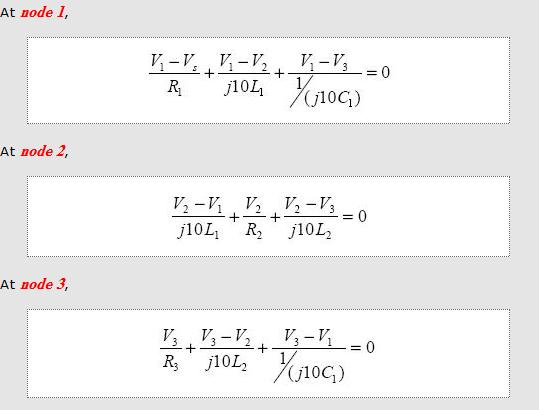 At node 1,
(V₁ − Vₛ)/R₁ + (V₁ − V₂)/(j10L₁) + (V₁ − V₃)/(1/(j10C₁)) = 0
At node 2,
(V₂ − V₁)/(j10L₁) + V₂/R₂ + (V₂ − V₃)/(j10L₂) = 0
At node 3,
V₃/R₃ + (V₃ − V₂)/(j10L₂) + (V₃ − V₁)/(1/(j10C₁)) = 0